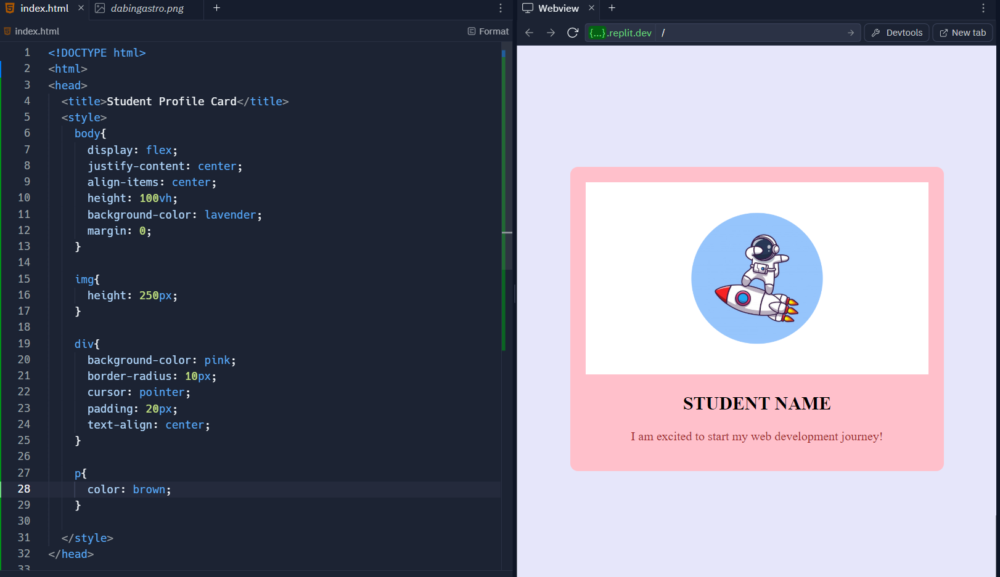 index.html
dabingastro.png
index.html
Format
1 <!DOCTYPE html>
2 <html>
3 <head>
4 <title>Student Profile Card</title>
5 <style>
6 body{
7 display: flex;
8 justify-content: center;
9 align-items: center;
10 height: 100vh;
11 background-color: lavender;
12 margin: 0;
13 }
14
15 img{
16 height: 250px;
17 }
18
19 div{
20 background-color: pink;
21 border-radius: 10px;
22 cursor: pointer;
23 padding: 20px;
24 text-align: center;
25 }
26
27 p{
28 color: brown;
29 }
30
31 </style>
32 </head>
33
Webview
{...}.replit.dev /
Devtools
New tab
STUDENT NAME
I am excited to start my web development journey!